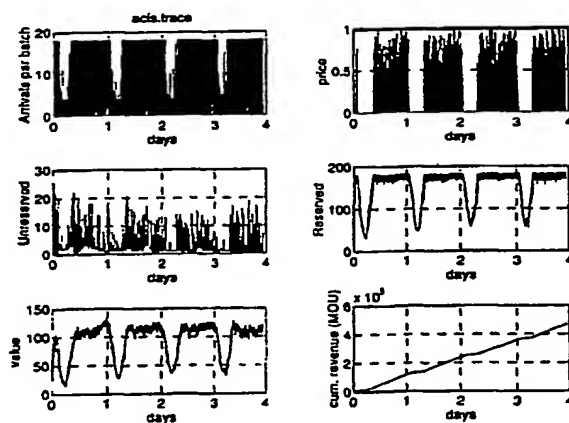 acis.trace
Arrivals per batch
20
10
0
0 1 2 3 4
days
price
1
0.5
0
0 1 2 3 4
days
Unreserved
30
20
10
0
0 1 2 3 4
days
Reserved
200
100
0
0 1 2 3 4
days
value
150
100
50
0
0 1 2 3 4
days
x 10
cum. revenue (MOU)
6
4
2
0
0 1 2 3 4
days